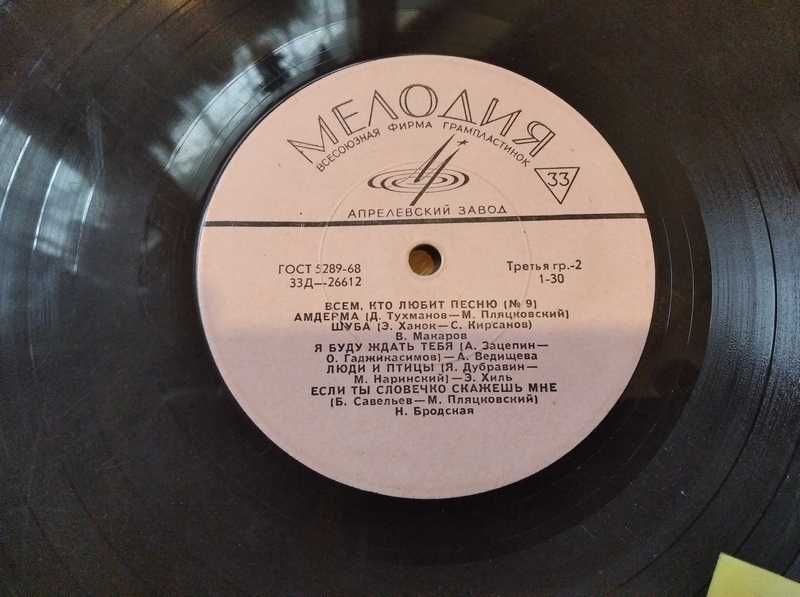 МЕЛОДИЯ
ВСЕСОЮЗНАЯ ФИРМА ГРАМПЛАСТИНОК
33
АПРЕЛЕВСКИЙ ЗАВОД
ГОСТ 5289-68 Третья гр.-2
33Д—26612 1-30
ВСЕМ, КТО ЛЮБИТ ПЕСНЮ (№ 9)
АМДЕРМА (Д. Тухманов—М. Пляцковский)
ШУБА (Э. Ханок—С. Кирсанов)
В. Макаров
Я БУДУ ЖДАТЬ ТЕБЯ (А. Зацепин—
О. Гаджикасимов)—А. Ведищева
ЛЮДИ И ПТИЦЫ (Я. Дубравин—
М. Наринский)—Э. Хиль
ЕСЛИ ТЫ СЛОВЕЧКО СКАЖЕШЬ МНЕ
(Б. Савельев—М. Пляцковский)
Н. Бродская